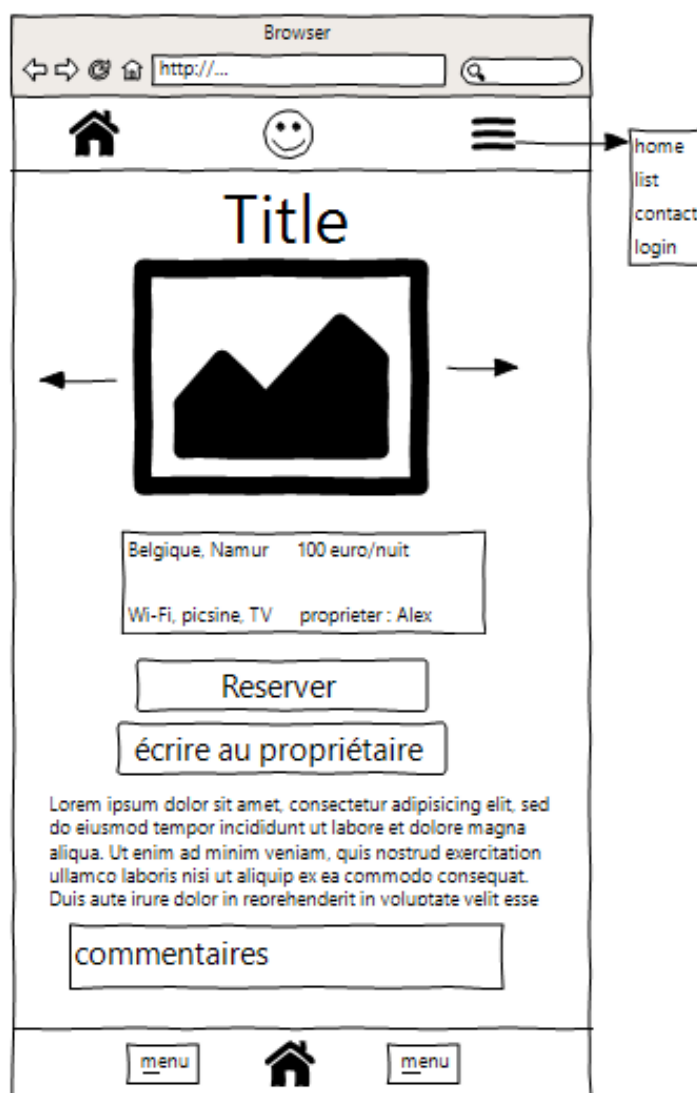 Browser
http://...
home
list
contact
login
Title
Belgique, Namur 100 euro/nuit
Wi-Fi, picsine, TV proprieter : Alex
Reserver
écrire au propriétaire
Lorem ipsum dolor sit amet, consectetur adipisicing elit, sed
do eiusmod tempor incididunt ut labore et dolore magna
aliqua. Ut enim ad minim veniam, quis nostrud exercitation
ullamco laboris nisi ut aliquip ex ea commodo consequat.
Duis aute irure dolor in reprehenderit in voluptate velit esse
commentaires
menu menu